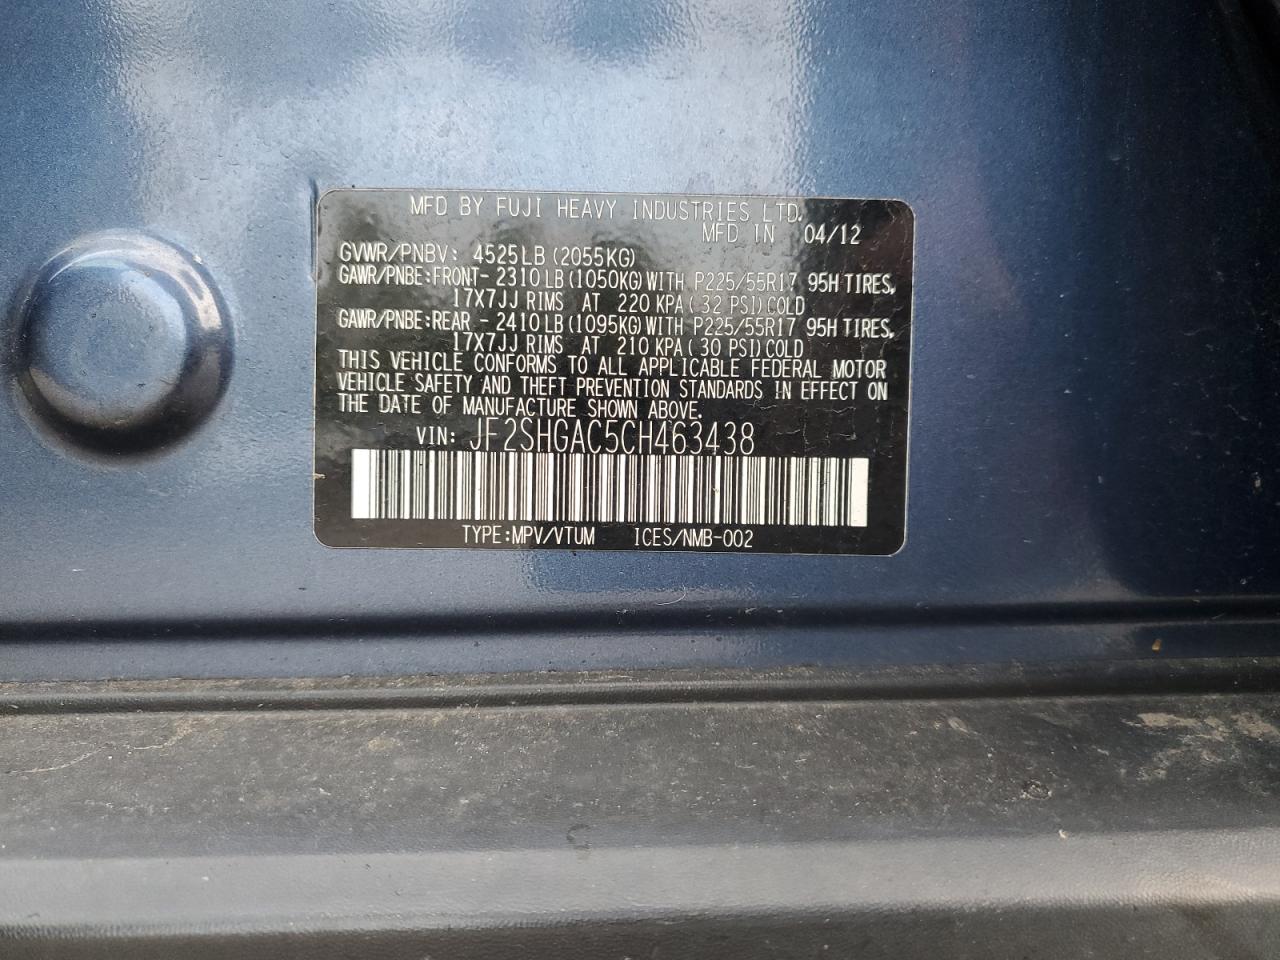 MFD BY FUJI HEAVY INDUSTRIES LTD.
MFD IN 04/12
GVWR/PNBV: 4525LB (2055KG)
GAWR/PNBE:FRONT- 2310 LB (1050KG) WITH P225/55R17 95H TIRES,
17X7JJ RIMS AT 220 KPA ( 32 PSI) COLD
GAWR/PNBE:REAR - 2410 LB (1095KG) WITH P225/55R17 95H TIRES,
17X7JJ RIMS AT 210 KPA ( 30 PSI) COLD
THIS VEHICLE CONFORMS TO ALL APPLICABLE FEDERAL MOTOR
VEHICLE SAFETY AND THEFT PREVENTION STANDARDS IN EFFECT ON
THE DATE OF MANUFACTURE SHOWN ABOVE.
VIN: JF2SHGAC5CH463438
TYPE:MPV/VTUM ICES/NMB-002